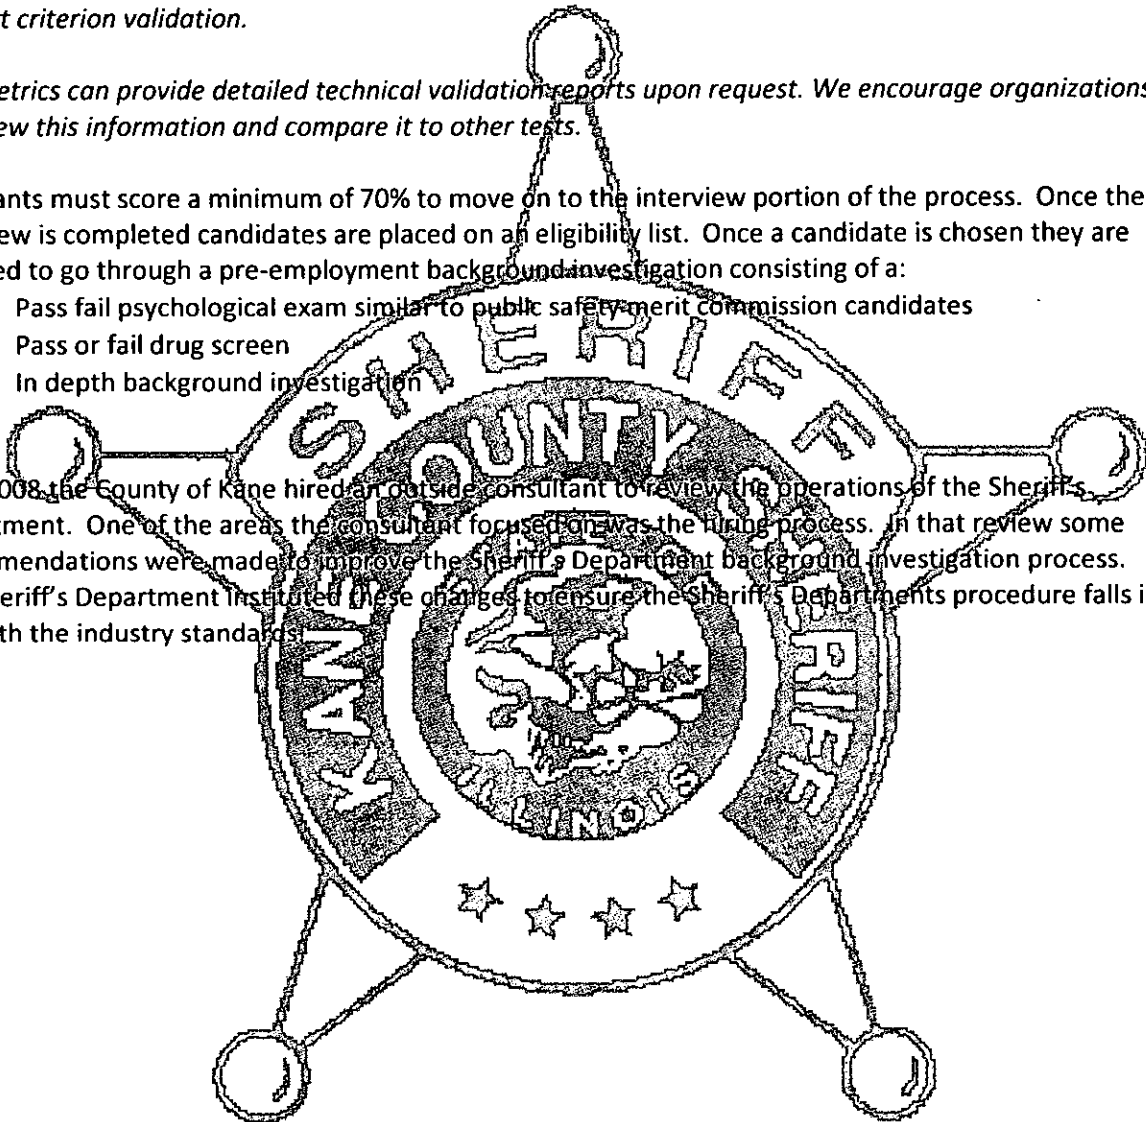 t criterion validation.
etrics can provide detailed technical validation reports upon request. We encourage organizations
ew this information and compare it to other tests.
ants must score a minimum of 70% to move on to the interview portion of the process. Once the
ew is completed candidates are placed on an eligibility list. Once a candidate is chosen they are
ed to go through a pre-employment background investigation consisting of a:
Pass fail psychological exam similar to public safety merit commission candidates
Pass or fail drug screen
In depth background investigation
008 the County of Kane hired an outside consultant to review the operations of the Sheriff's
tment. One of the areas the consultant focused on was the hiring process. In that review some
mendations were made to improve the Sheriff's Department background investigation process.
eriff's Department instituted these changes to ensure the Sheriff's Departments procedure falls i
th the industry standards.
SHERIFF
KANE COUNTY SHERIFF
ILLINOIS